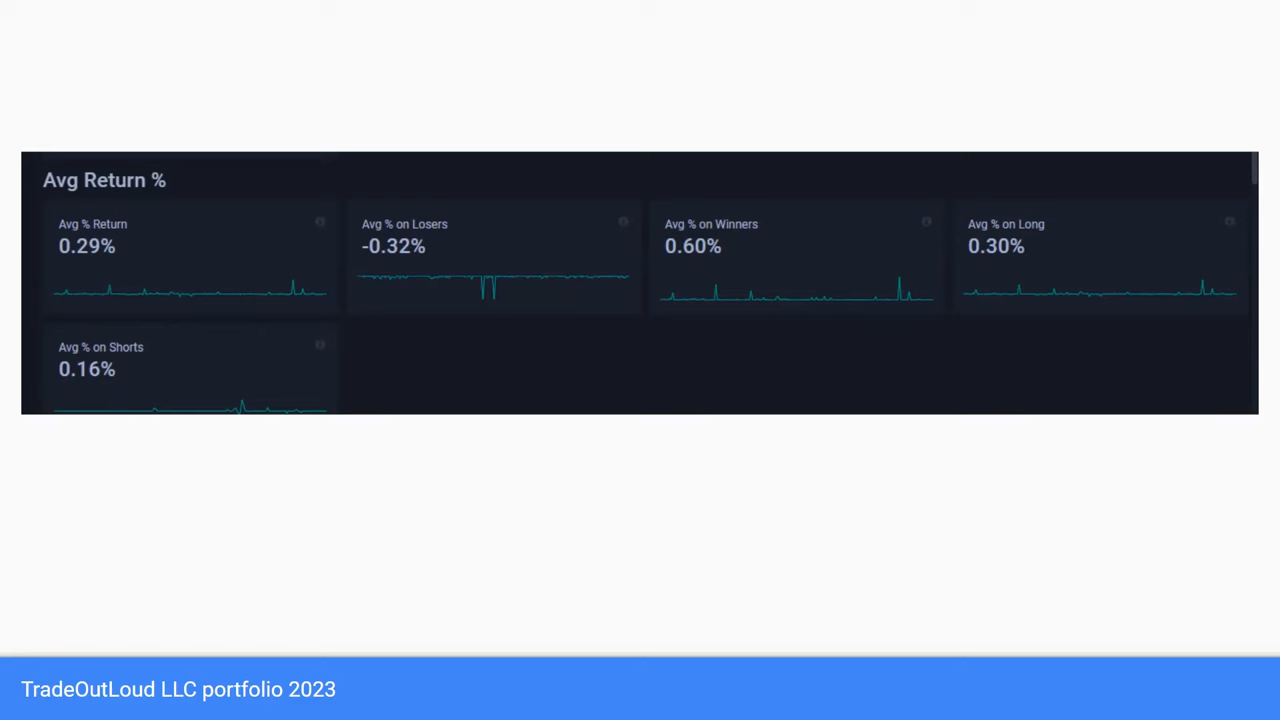 Avg Return %
Avg % Return
0.29%
Avg % on Losers
-0.32%
Avg % on Winners
0.60%
Avg % on Long
0.30%
Avg % on Shorts
0.16%
TradeOutLoud LLC portfolio 2023